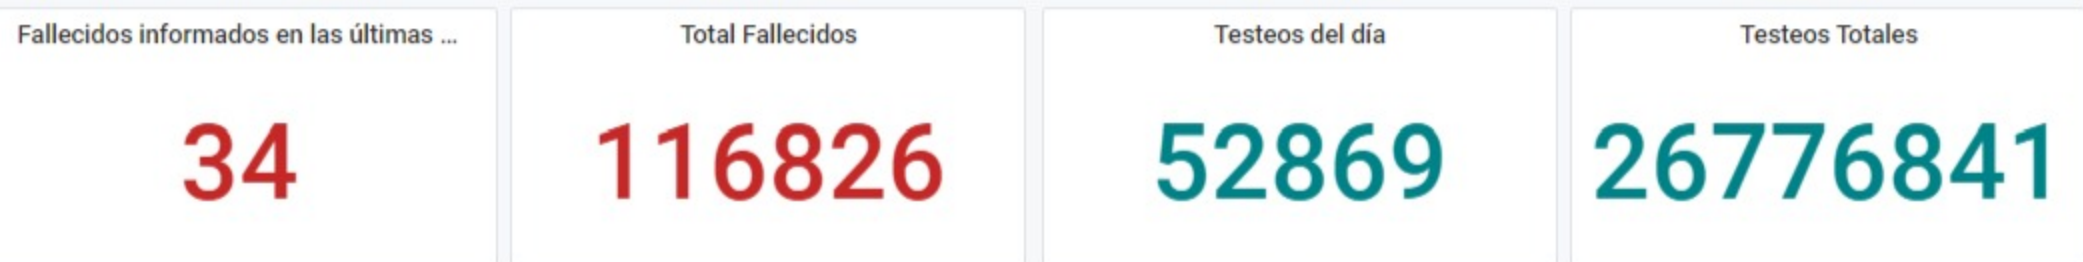 Fallecidos informados en las últimas ...
34
Total Fallecidos
116826
Testeos del día
52869
Testeos Totales
26776841